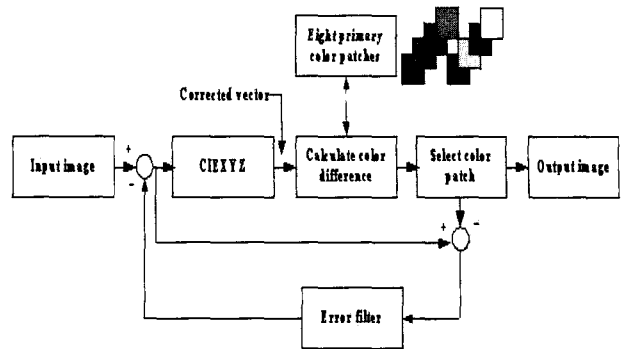 Eight primary
color patches
Corrected vector
+
Input image
CIEXYZ
Calculate color
difference
Select color
patch
Output image
-
+
-
Error filter